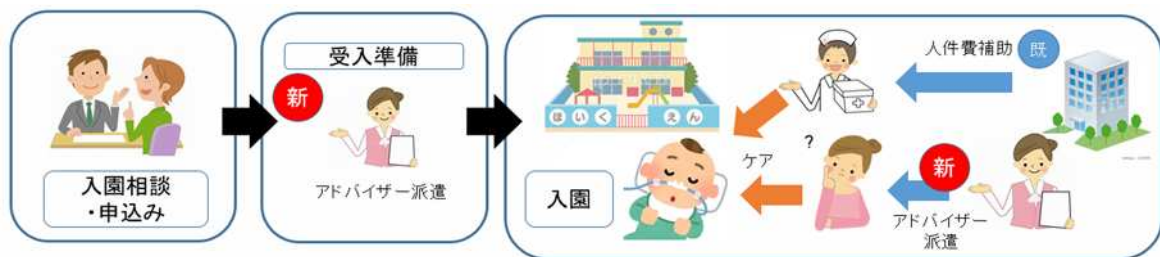 入園相談
・申込み
受入準備
新
アドバイザー派遣
ほいく えん
入園
ケア
?
人件費補助
既
新
アドバイザー
派遣